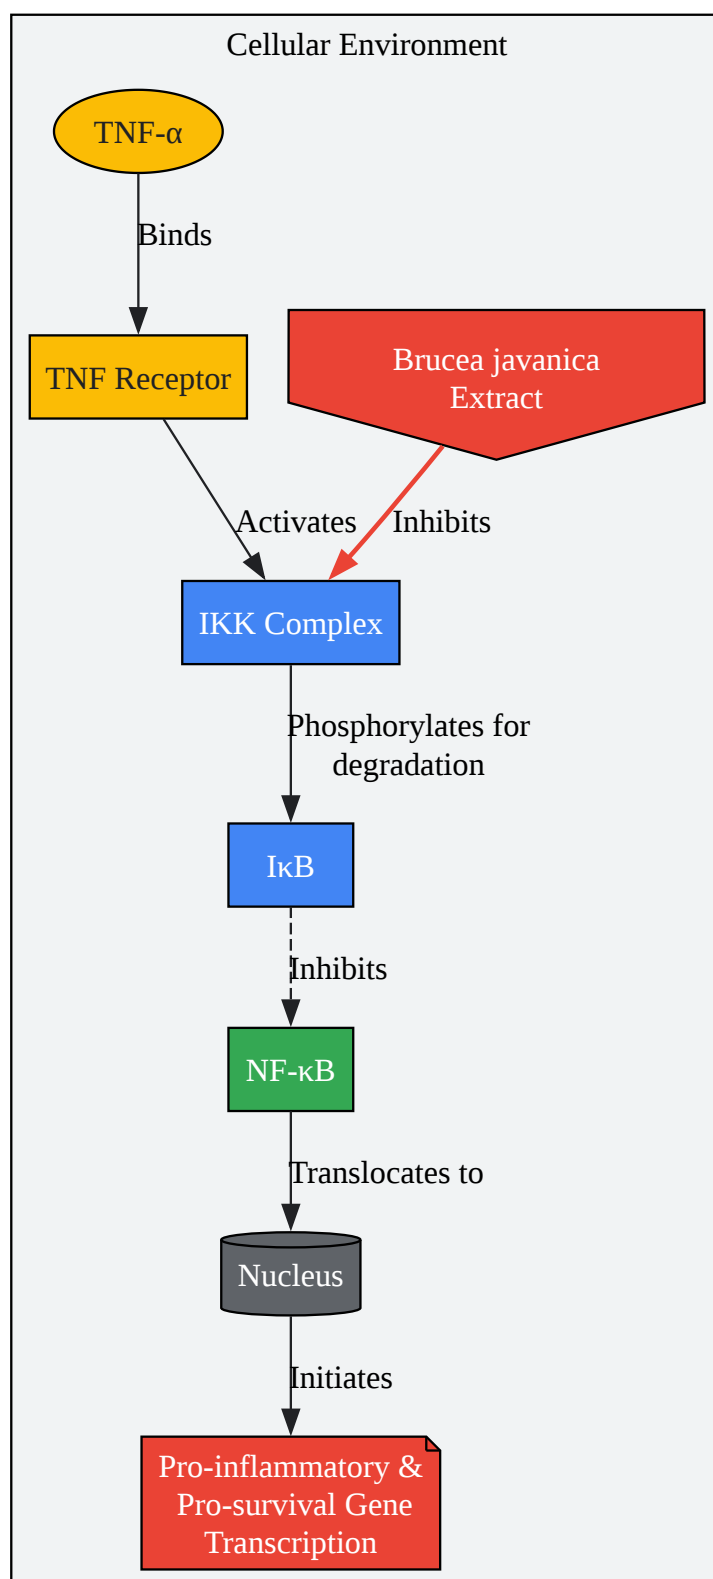 Cellular Environment
TNF-α
Binds
TNF Receptor
Brucea javanica
Extract
Activates
Inhibits
IKK Complex
Phosphorylates for
degradation
IκB
Inhibits
NF-κB
Translocates to
Nucleus
Initiates
Pro-inflammatory &
Pro-survival Gene
Transcription